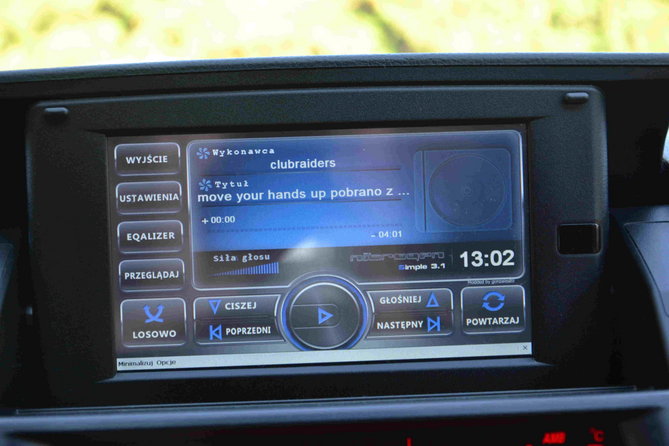 WYJŚCIE
USTAWIENIA
EQALIZER
PRZEGLĄDAJ
LOSOWO
Wykonawca
clubraiders
Tytuł
move your hands up pobrano z ...
+ 00:00
- 04:01
Siła głosu
Simple 3.1
13:02
CISZEJ
POPRZEDNI
GŁOŚNIEJ
NASTĘPNY
POWTARZAJ
Minimalizuj Opcje
AMB
°C